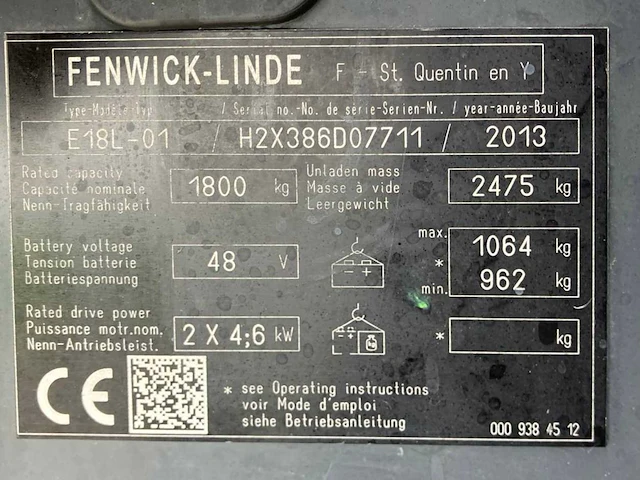 FENWICK-LINDE F - St. Quentin en Y
Type-Modèle-Typ / Serial no.-No. de série-Serien-Nr. / year-année-Baujahr
E18L-01 / H2X386D07711 / 2013
Rated capacity
Capacité nominale
Nenn-Tragfähigkeit
1800 kg
Unladen mass
Masse à vide
Leergewicht
2475 kg
Battery voltage
Tension batterie
Batteriespannung
48 V
- +
max. 1064 kg
*
min. 962 kg
Rated drive power
Puissance motr.nom.
Nenn-Antriebsleist.
2 X 4;6 kW
- + kg
* kg
CE
* see Operating instructions
voir Mode d'emploi
siehe Betriebsanleitung
000 938 45 12